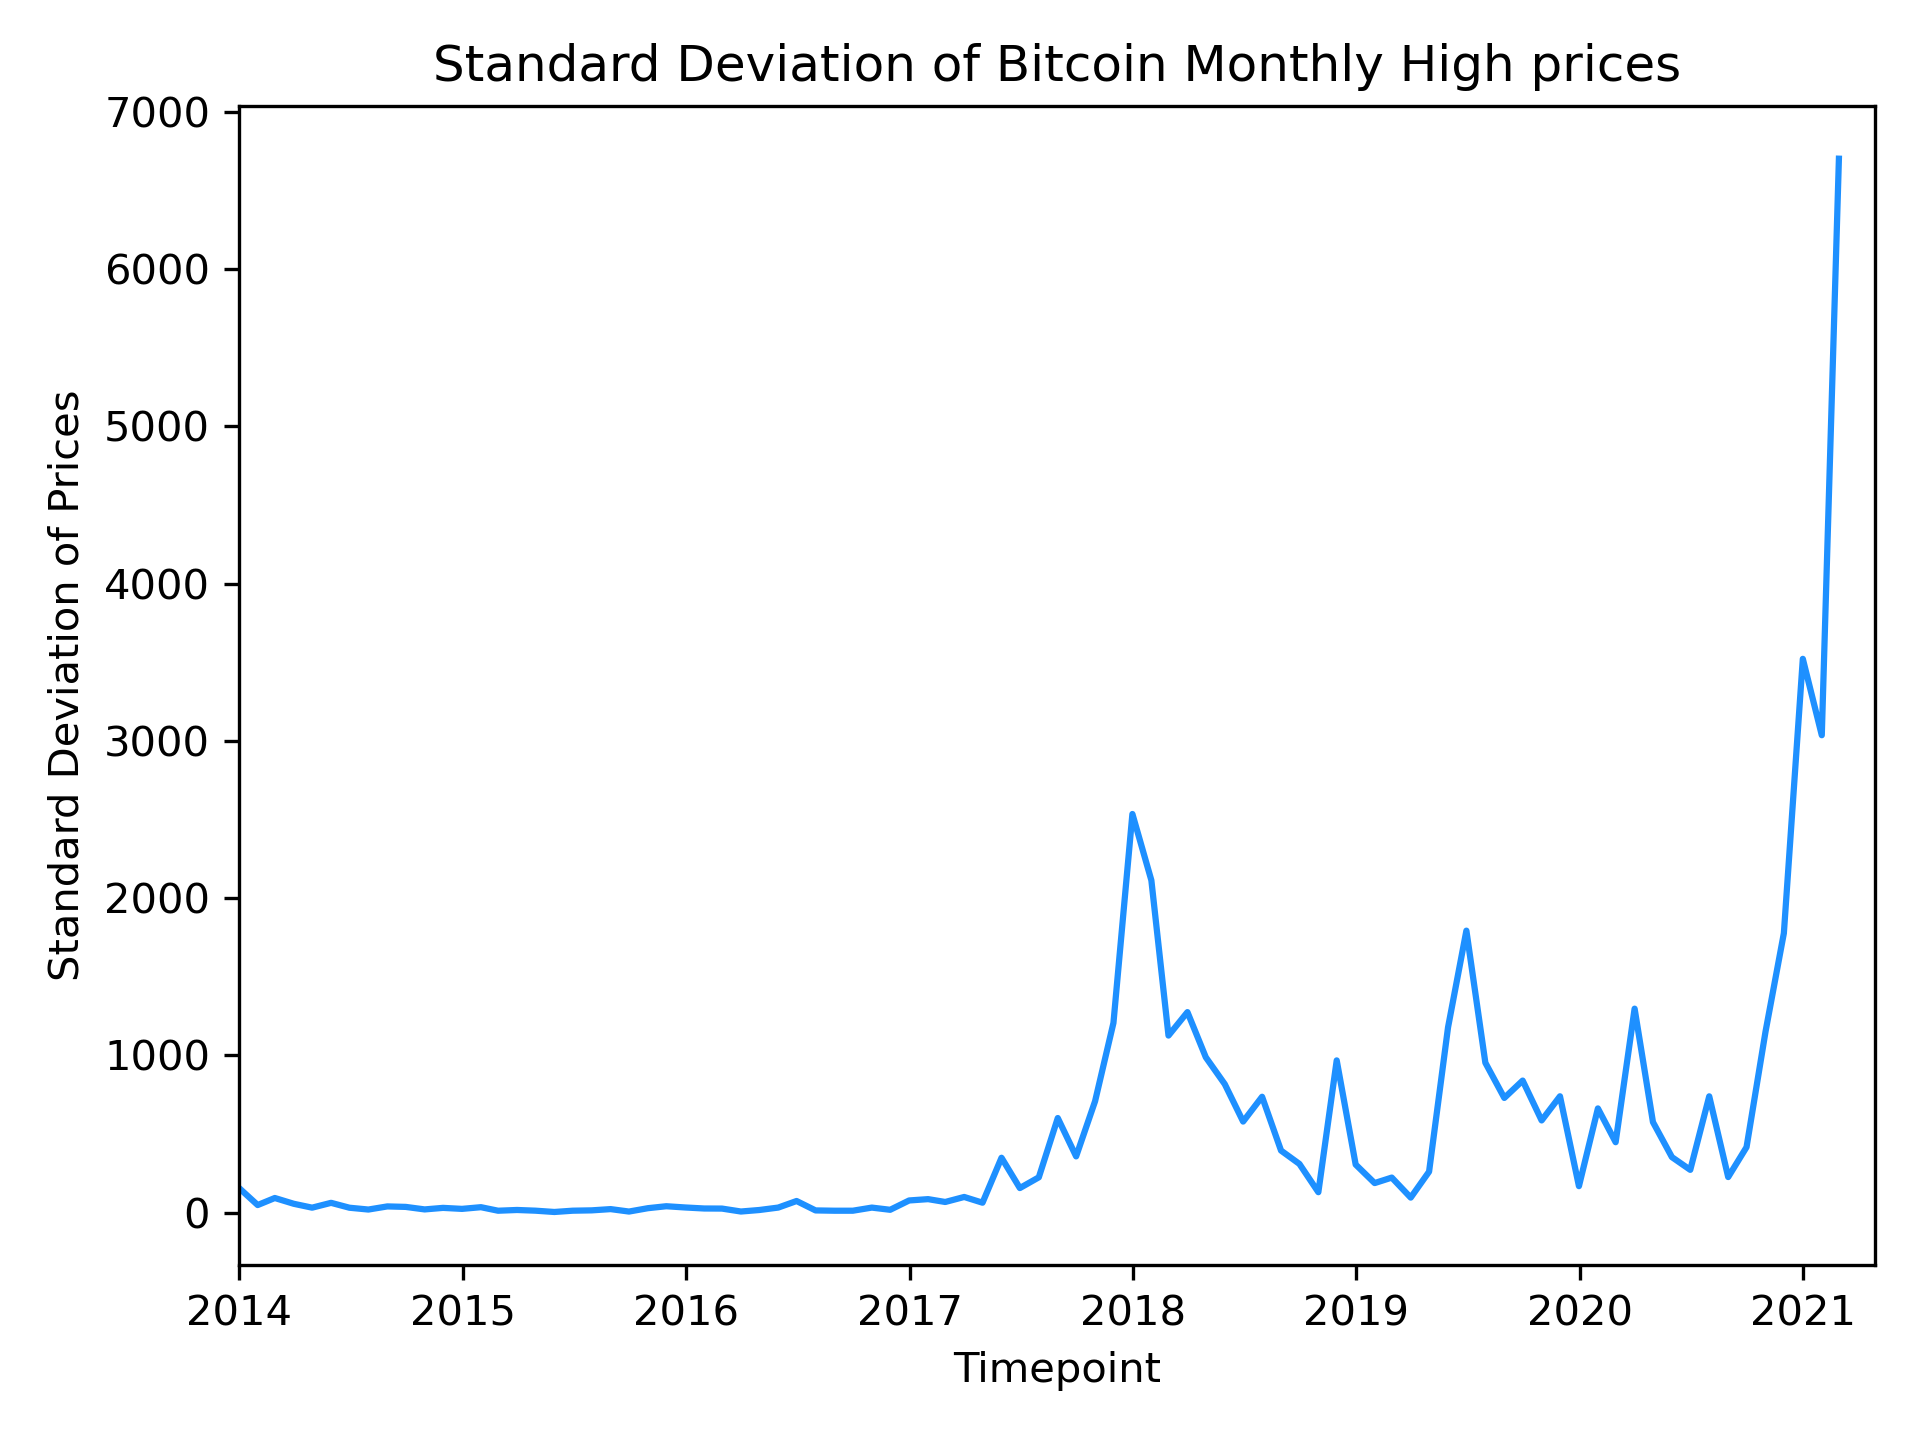 Standard Deviation of Bitcoin Monthly High prices
7000
6000
5000
4000
3000
2000
1000
0
Standard Deviation of Prices
2014 2015 2016 2017 2018 2019 2020 2021
Timepoint